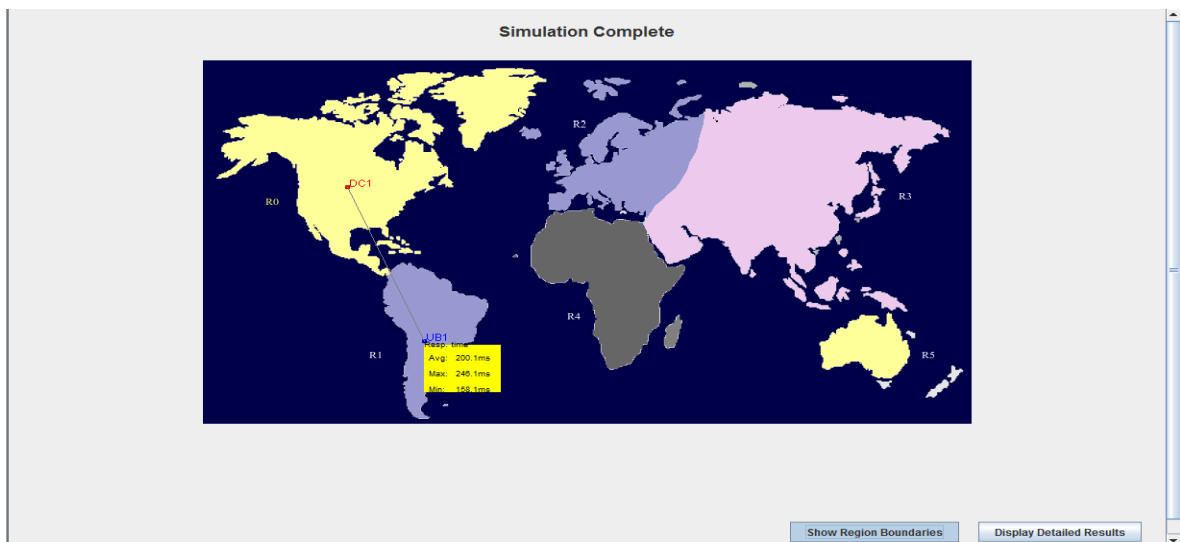 Simulation Complete
R2
DC1
R0
R3
R4
UB1
R1
R5
Resp. time
Avg: 200.1ms
Max: 246.1ms
Min: 158.1ms
Show Region Boundaries
Display Detailed Results